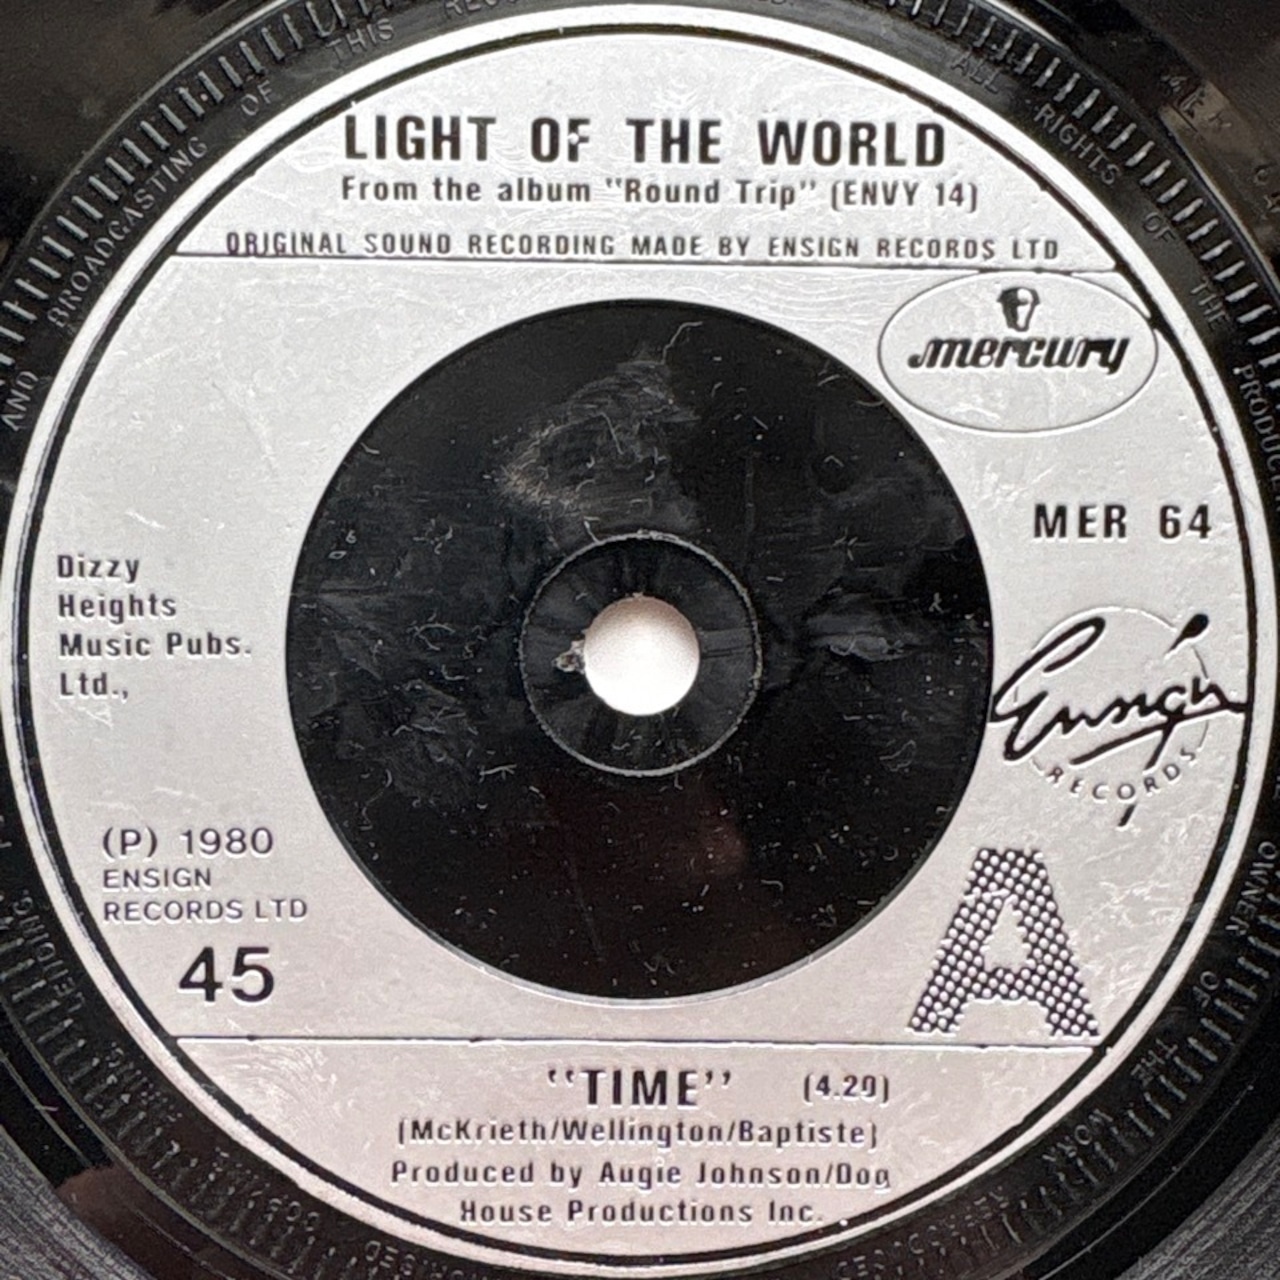 LIGHT OF THE WORLD
From the album "Round Trip" (ENVY 14)
ORIGINAL SOUND RECORDING MADE BY ENSIGN RECORDS LTD
mercury
MER 64
Dizzy
Heights
Music Pubs.
Ltd.,
Ensign
RECORDS
(P) 1980
ENSIGN
RECORDS LTD
45
A
"TIME" (4.29)
(McKrieth/Wellington/Baptiste)
Produced by Augie Johnson/Dog
House Productions Inc.
ALL RIGHTS OF THE
OWNER OF THE WORK
AND BROADCASTING OF THIS